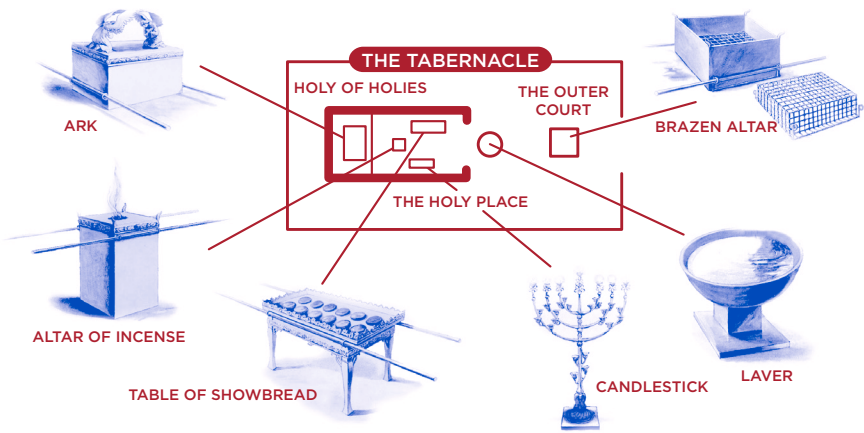 THE TABERNACLE
HOLY OF HOLIES
THE OUTER
COURT
ARK
BRAZEN ALTAR
THE HOLY PLACE
ALTAR OF INCENSE
TABLE OF SHOWBREAD
CANDLESTICK
LAVER